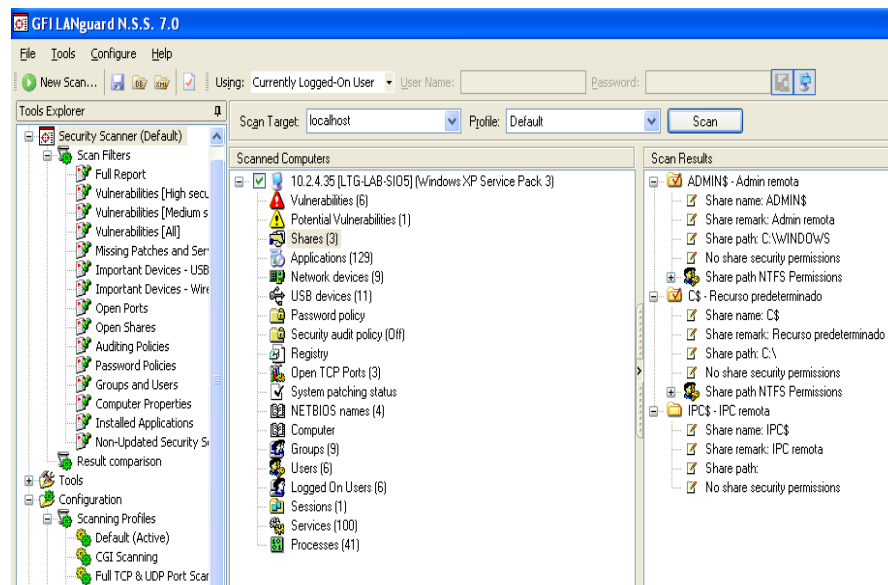 GFI LANguard N.S.S. 7.0
File Tools Configure Help
New Scan... Using: Currently Logged-On User User Name: Password:
Tools Explorer
Scan Target: localhost Profile: Default Scan
Security Scanner (Default)
Scan Filters
Full Report
Vulnerabilities [High secu
Vulnerabilities [Medium s
Vulnerabilities [All]
Missing Patches and Ser
Important Devices - USB
Important Devices - Wire
Open Ports
Open Shares
Auditing Policies
Password Policies
Groups and Users
Computer Properties
Installed Applications
Non-Updated Security S
Result comparison
Tools
Configuration
Scanning Profiles
Default (Active)
CGI Scanning
Full TCP & UDP Port Scar
Scanned Computers
10.2.4.35 [LTG-LAB-SI05] (Windows XP Service Pack 3)
Vulnerabilities (6)
Potential Vulnerabilities (1)
Shares (3)
Applications (129)
Network devices (9)
USB devices (11)
Password policy
Security audit policy (Off)
Registry
Open TCP Ports (3)
System patching status
NETBIOS names (4)
Computer
Groups (9)
Users (6)
Logged On Users (6)
Sessions (1)
Services (100)
Processes (41)
Scan Results
ADMIN$ - Admin remota
Share name: ADMIN$
Share remark: Admin remota
Share path: C:\WINDOWS
No share security permissions
Share path NTFS Permissions
C$ - Recurso predeterminado
Share name: C$
Share remark: Recurso predeterminado
Share path: C:\
No share security permissions
Share path NTFS Permissions
IPC$ - IPC remota
Share name: IPC$
Share remark: IPC remota
Share path:
No share security permissions